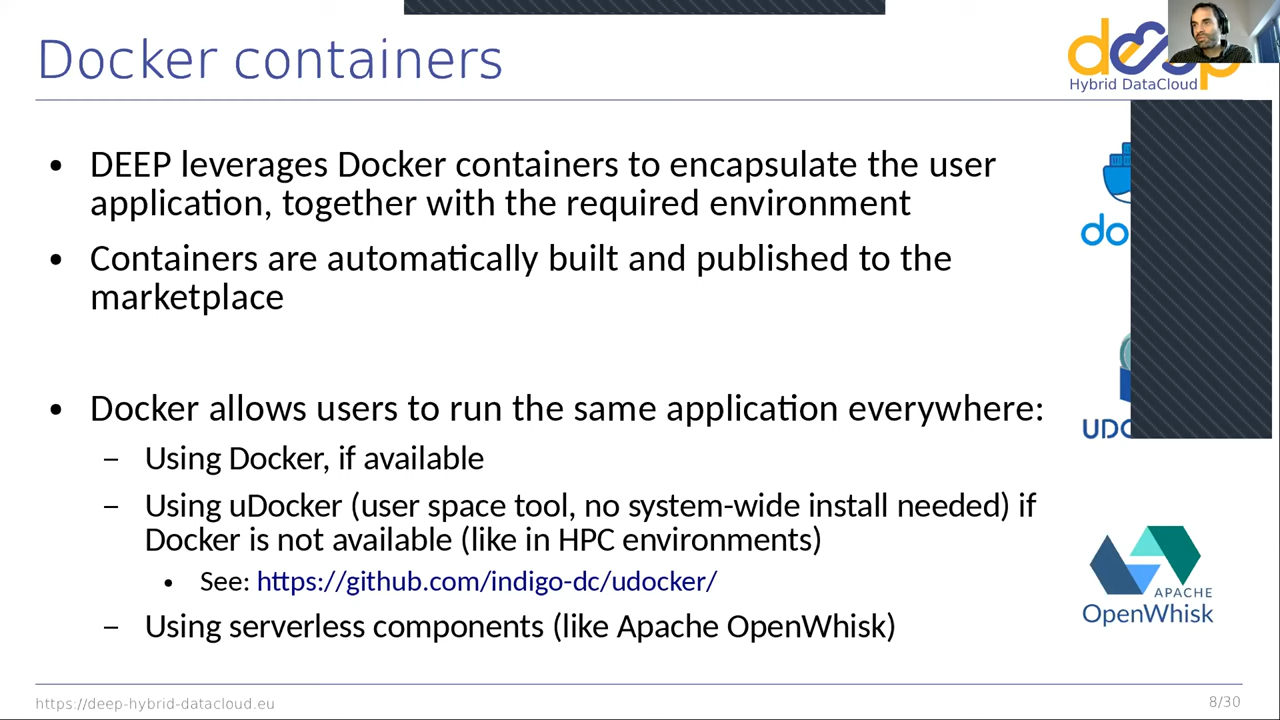 Docker containers
deep
Hybrid DataCloud
• DEEP leverages Docker containers to encapsulate the user
application, together with the required environment
• Containers are automatically built and published to the
marketplace
• Docker allows users to run the same application everywhere:
– Using Docker, if available
– Using uDocker (user space tool, no system-wide install needed) if
Docker is not available (like in HPC environments)
• See: https://github.com/indigo-dc/udocker/
– Using serverless components (like Apache OpenWhisk)
do
UDO
APACHE
OpenWhisk
https://deep-hybrid-datacloud.eu
8/30